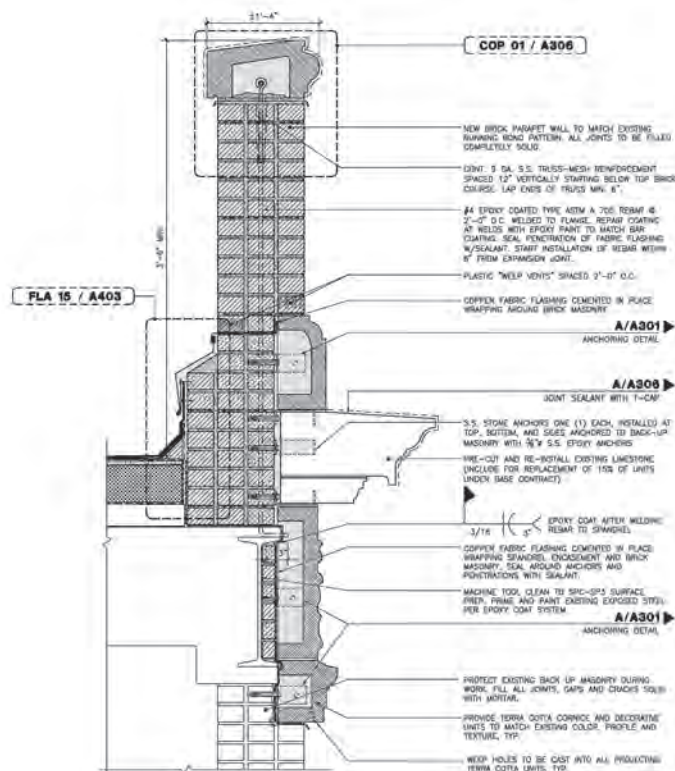 ±1'-4"
COP 01 / A306
NEW BRICK PARAPET WALL TO MATCH EXISTING
RUNNING BOND PATTERN. ALL JOINTS TO BE FILLED
COMPLETELY SOLID.
CONT. 9 GA. S.S. TRUSS-MESH REINFORCEMENT
SPACED 12" VERTICALLY STARTING BELOW TOP BRICK
COURSE. LAP ENDS OF TRUSS MIN. 6".
#4 EPOXY COATED TYPE ASTM A 706 REBAR @
2'-0" O.C. WELDED TO FLANGE. REPAIR COATING
AT WELDS WITH EPOXY PAINT TO MATCH BAR
COATING. SEAL PENETRATION OF FABRIC FLASHING
W/SEALANT. START INSTALLATION OF REBAR WITHIN
6" FROM EXPANSION JOINT.
3'-6" MIN
PLASTIC "WEEP VENTS" SPACED 2'-0" O.C.
FLA 15 / A403
COPPER FABRIC FLASHING CEMENTED IN PLACE
WRAPPING AROUND BRICK MASONRY
A/A301
ANCHORING DETAIL
A/A306
JOINT SEALANT WITH T-CAP
S.S. STONE ANCHORS ONE (1) EACH, INSTALLED AT
TOP, BOTTOM, AND SIDES ANCHORED TO BACK-UP
MASONRY WITH S.S. EPOXY ANCHORS
PRE-CUT AND RE-INSTALL EXISTING LIMESTONE
(INCLUDE FOR REPLACEMENT OF 15% OF UNITS
UNDER BASE CONTRACT)
3/16 3" EPOXY COAT AFTER WELDING
REBAR TO SPANDREL
3"
COPPER FABRIC FLASHING CEMENTED IN PLACE
WRAPPING SPANDREL ENCASEMENT AND BRICK
MASONRY, SEAL AROUND ANCHORS AND
PENETRATIONS WITH SEALANT.
MACHINE TOOL CLEAN TO SPC-SP3 SURFACE
PREP, PRIME AND PAINT EXISTING EXPOSED STEEL
PER EPOXY COAT SYSTEM
A/A301
ANCHORING DETAIL
PROTECT EXISTING BACK UP MASONRY DURING
WORK. FILL ALL JOINTS, GAPS AND CRACKS SOLID
WITH MORTAR.
PROVIDE TERRA COTTA CORNICE AND DECORATIVE
UNITS TO MATCH EXISTING COLOR, PROFILE AND
TEXTURE, TYP.
WEEP HOLES TO BE CAST INTO ALL PROJECTING
TERRA COTTA UNITS, TYP.